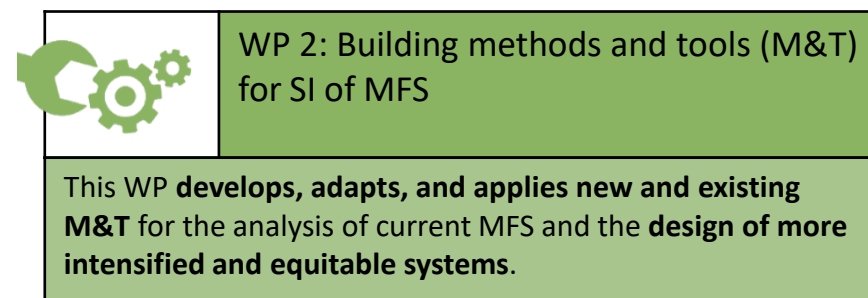 WP 2: Building methods and tools (M&T)
for SI of MFS
This WP develops, adapts, and applies new and existing
M&T for the analysis of current MFS and the design of more
intensified and equitable systems.